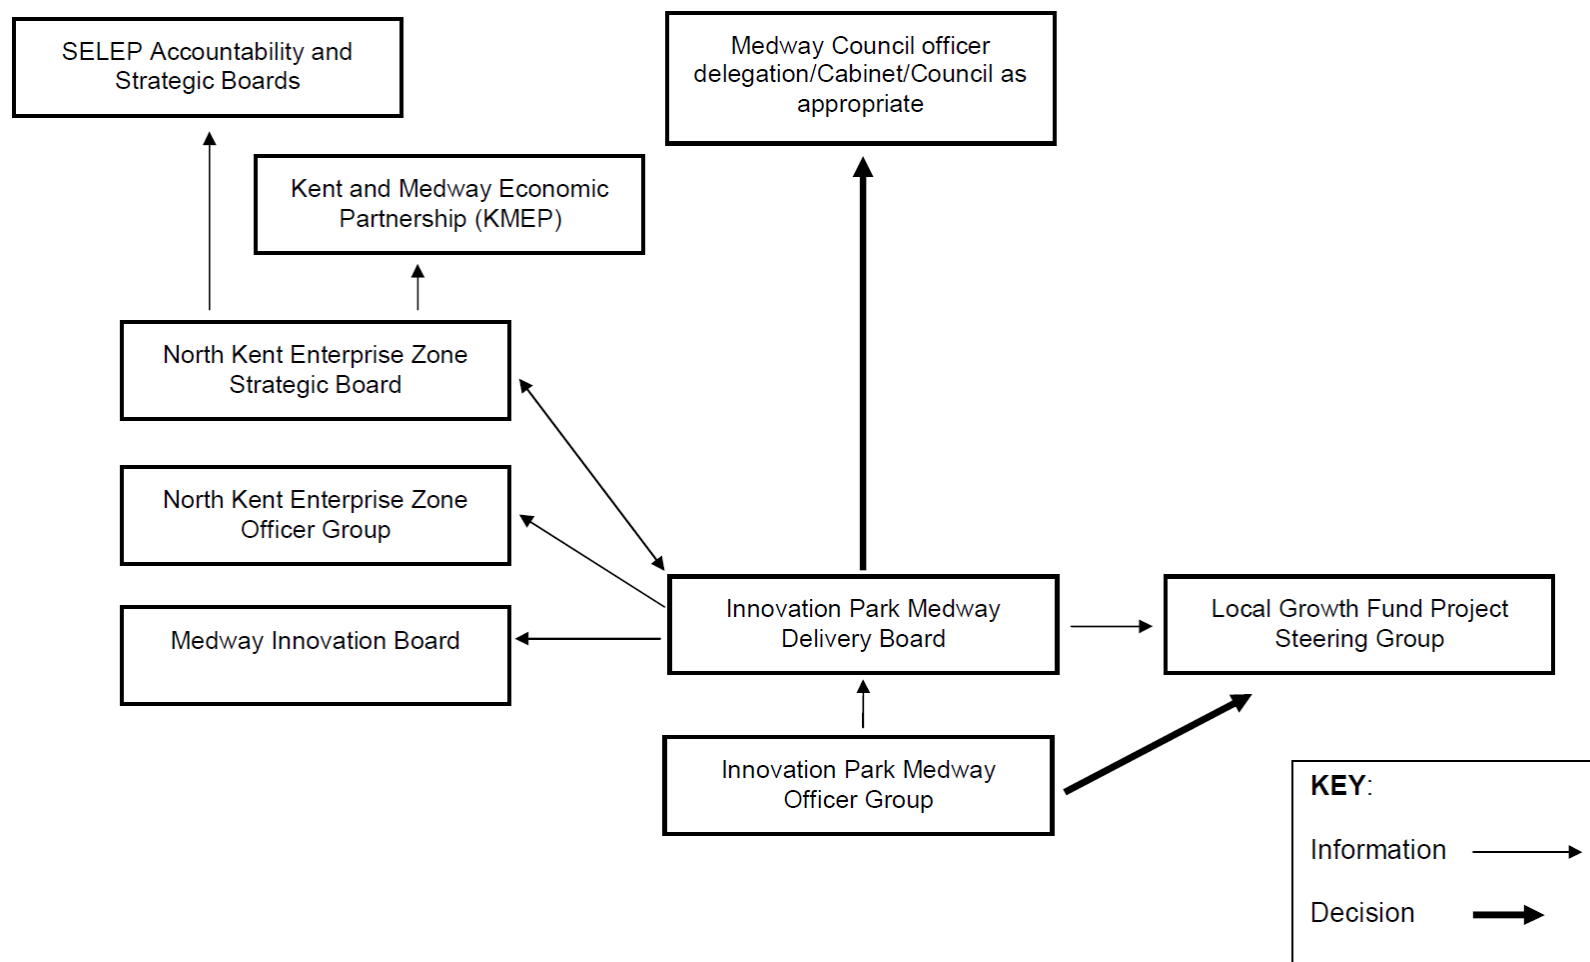 SELEP Accountability and
Strategic Boards
Medway Council officer
delegation/Cabinet/Council as
appropriate
Kent and Medway Economic
Partnership (KMEP)
North Kent Enterprise Zone
Strategic Board
North Kent Enterprise Zone
Officer Group
Medway Innovation Board
Innovation Park Medway
Delivery Board
Local Growth Fund Project
Steering Group
Innovation Park Medway
Officer Group
KEY:
Information
Decision